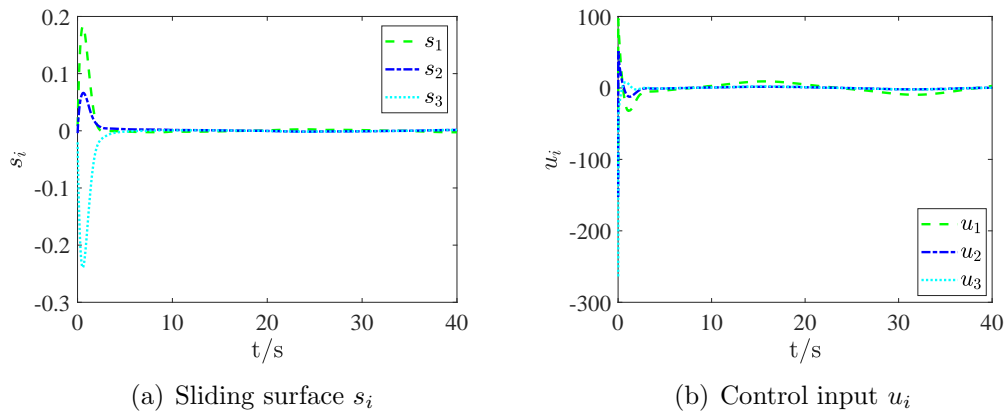 0.2
0.1
0
-0.1
-0.2
-0.3
s_i
s_1
s_2
s_3
0 10 20 30 40
t/s
(a) Sliding surface s_i
100
0
-100
-200
-300
u_i
u_1
u_2
u_3
0 10 20 30 40
t/s
(b) Control input u_i